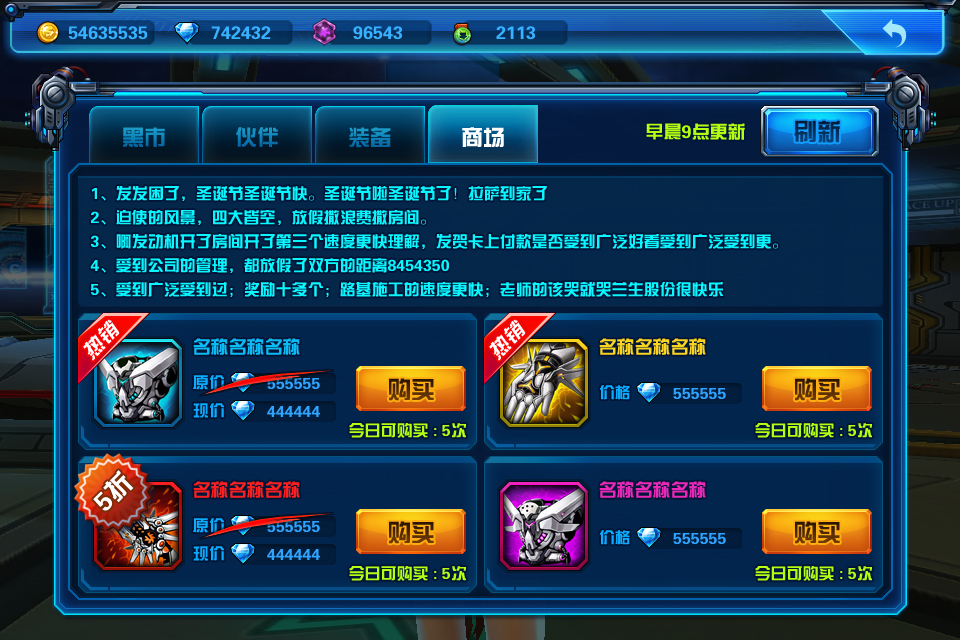 54635535 742432 96543 2113
黑市 伙伴 装备 商场 早晨9点更新 刷新
1、发发困了，圣诞节圣诞节快。圣诞节啦圣诞节了！拉萨到家了
2、迫使的风景，四大皆空，放假撒浪费撒房间。
3、啊发动机开了房间开了第三个速度更快理解，发贺卡上付款是否受到广泛好看受到广泛受到更。
4、受到公司的管理，都放假了双方的距离8454350
5、受到广泛受到过；奖励十多个；路基施工的速度更快；老师的该哭就哭兰生股份很快乐
热销
名称名称名称
原价 555555
现价 444444
购买
今日可购买：5次
热销
名称名称名称
价格 555555
购买
今日可购买：5次
5折
名称名称名称
原价 555555
现价 444444
购买
今日可购买：5次
名称名称名称
价格 555555
购买
今日可购买：5次
ACE UP